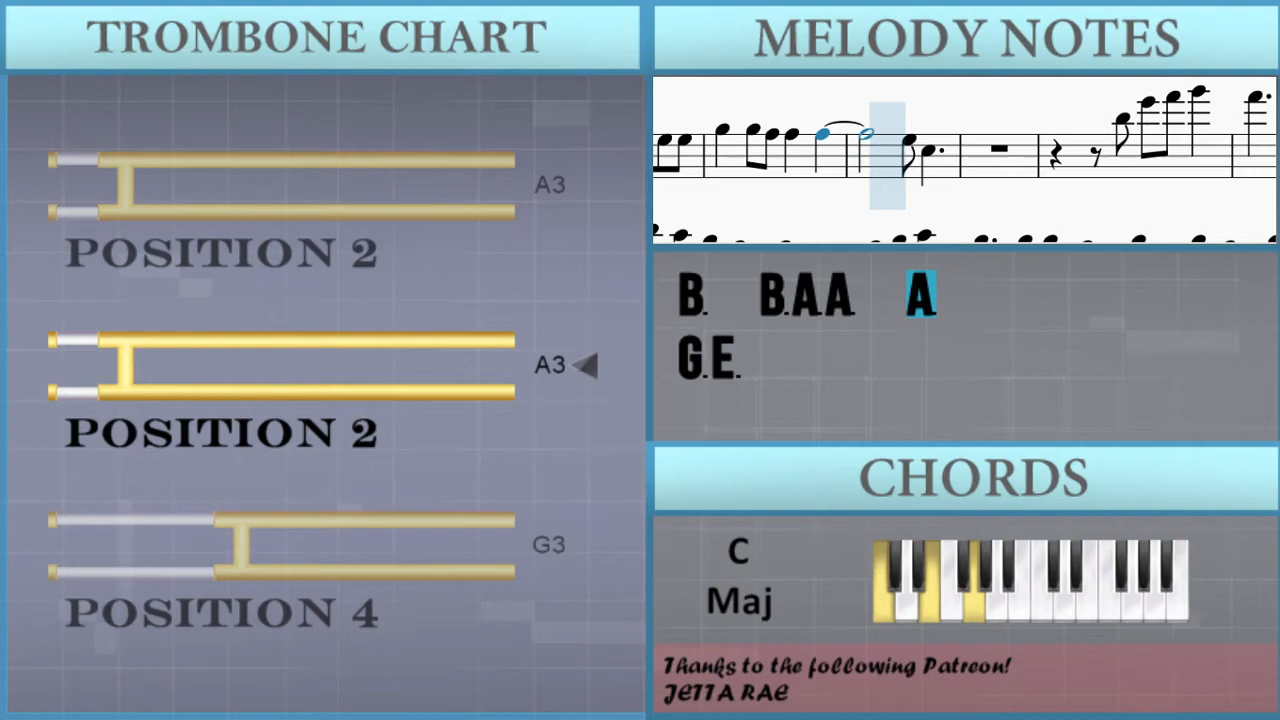 TROMBONE CHART
A3
POSITION 2
A3
POSITION 2
G3
POSITION 4
MELODY NOTES
B. B.A.A. A.
G.E.
CHORDS
C
Maj
Thanks to the following Patreon!
JETTA RAE